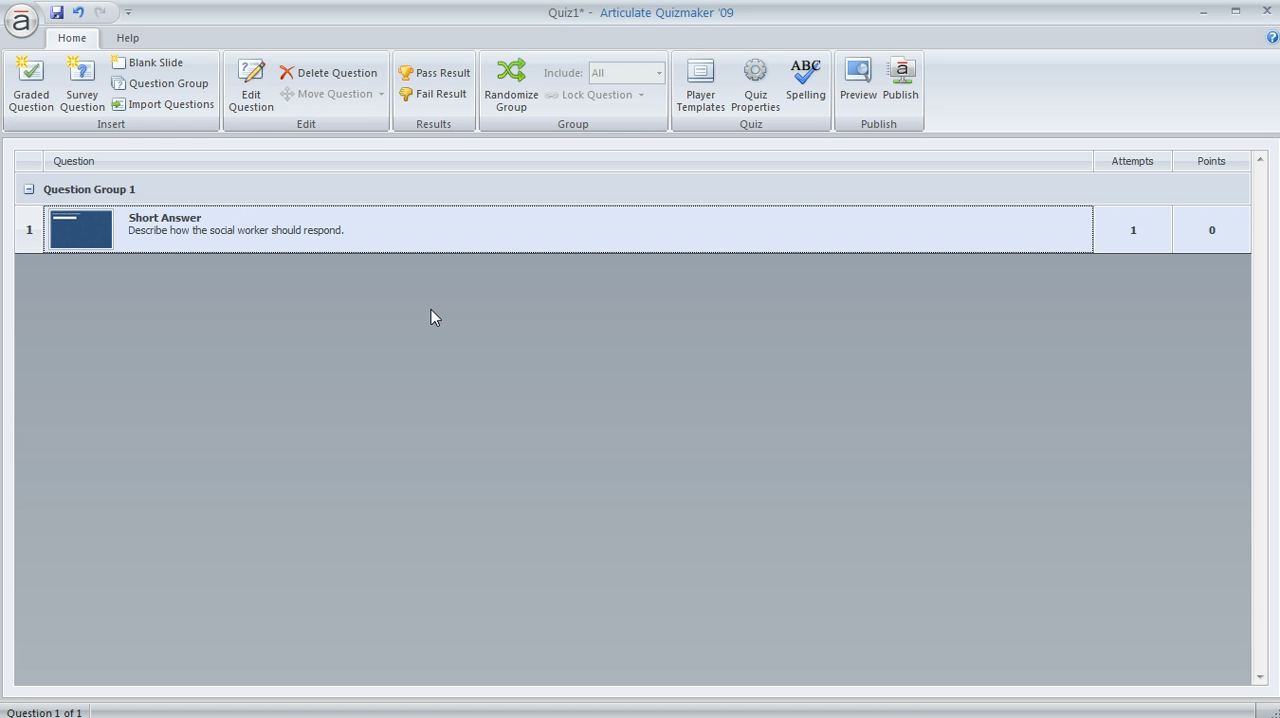 Quiz1* - Articulate Quizmaker '09
Home Help
Graded Question
Survey Question
Blank Slide
Question Group
Import Questions
Insert
Edit Question
Delete Question
Move Question
Edit
Pass Result
Fail Result
Results
Randomize Group
Include: All
Lock Question
Group
Player Templates
Quiz Properties
ABC
Spelling
Quiz
Preview
Publish
Publish
Question Attempts Points
Question Group 1
1 Short Answer 1 0
Describe how the social worker should respond.
Question 1 of 1